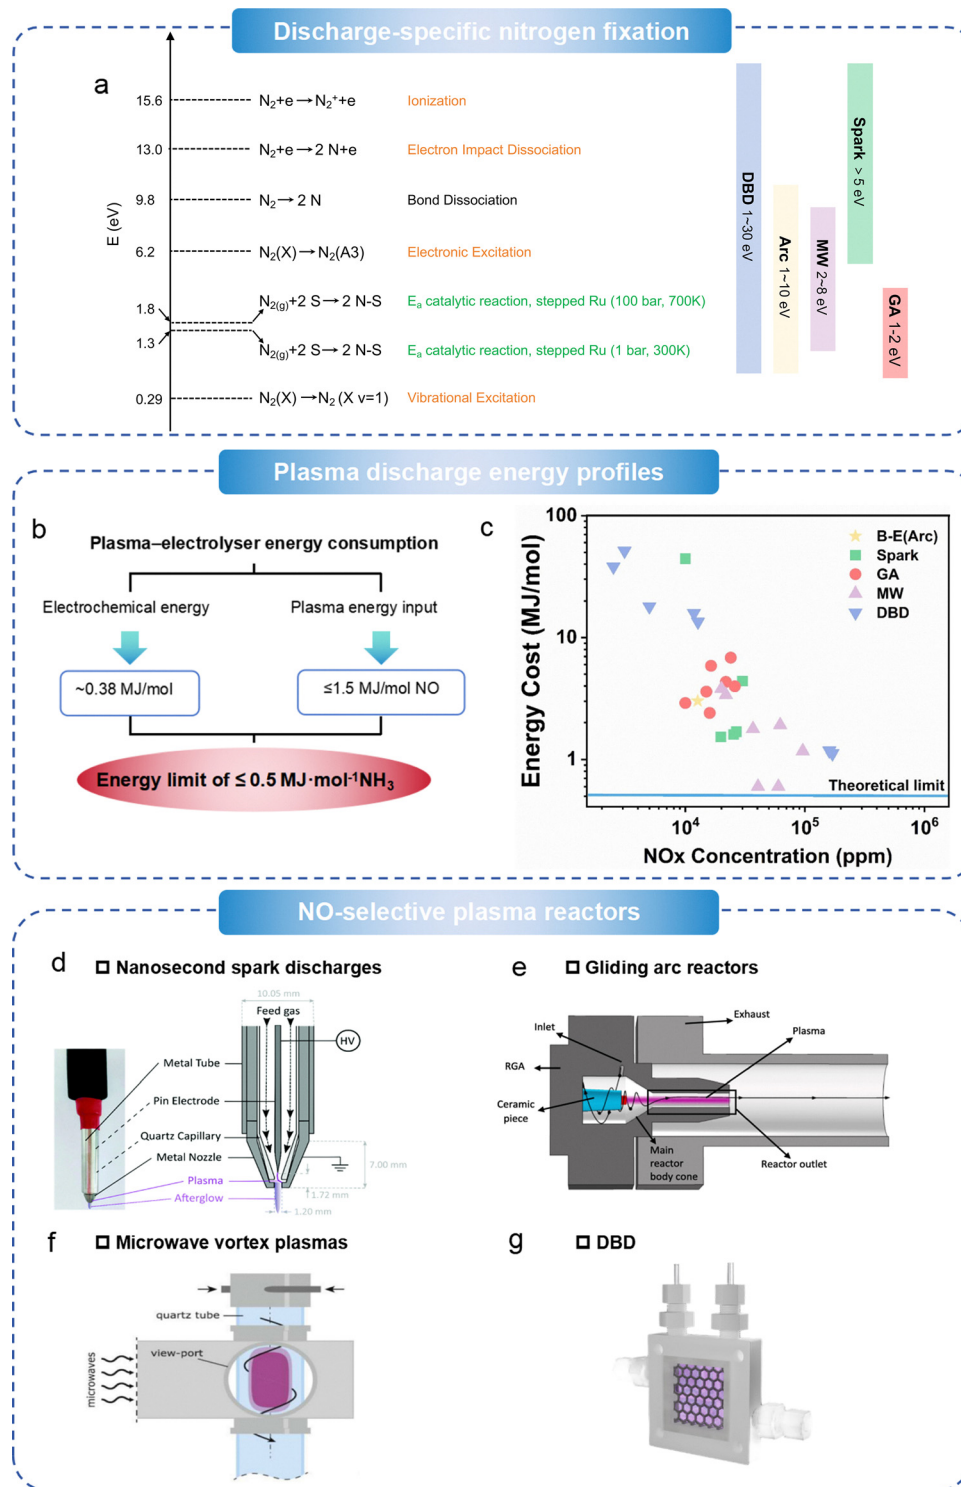 Discharge-specific nitrogen fixation
a
E (eV)
15.6
N₂+e→N₂⁺+e
Ionization
13.0
N₂+e→2 N+e
Electron Impact Dissociation
9.8
N₂→2 N
Bond Dissociation
6.2
N₂(X)→N₂(A3)
Electronic Excitation
1.8
N₂(g)+2 S→2 N-S
Eₐ catalytic reaction, stepped Ru (100 bar, 700K)
1.3
N₂(g)+2 S→2 N-S
Eₐ catalytic reaction, stepped Ru (1 bar, 300K)
0.29
N₂(X)→N₂(X v=1)
Vibrational Excitation
DBD 1~30 eV
Arc 1~10 eV
MW 2~8 eV
Spark > 5 eV
GA 1-2 eV
Plasma discharge energy profiles
b
Plasma–electrolyser energy consumption
Electrochemical energy
Plasma energy input
~0.38 MJ/mol
≤1.5 MJ/mol NO
Energy limit of ≤ 0.5 MJ·mol⁻¹NH₃
c
Energy Cost (MJ/mol)
100
10
1
B-E(Arc)
Spark
GA
MW
DBD
Theoretical limit
10⁴
10⁵
10⁶
NOx Concentration (ppm)
NO-selective plasma reactors
d
Nanosecond spark discharges
10.05 mm
Feed gas
HV
Metal Tube
Pin Electrode
Quartz Capillary
Metal Nozzle
Plasma
Afterglow
7.00 mm
1.72 mm
1.20 mm
e
Gliding arc reactors
Exhaust
Inlet
Plasma
RGA
Ceramic
piece
Main
reactor
body cone
Reactor outlet
f
Microwave vortex plasmas
quartz tube
view-port
microwaves
g
DBD